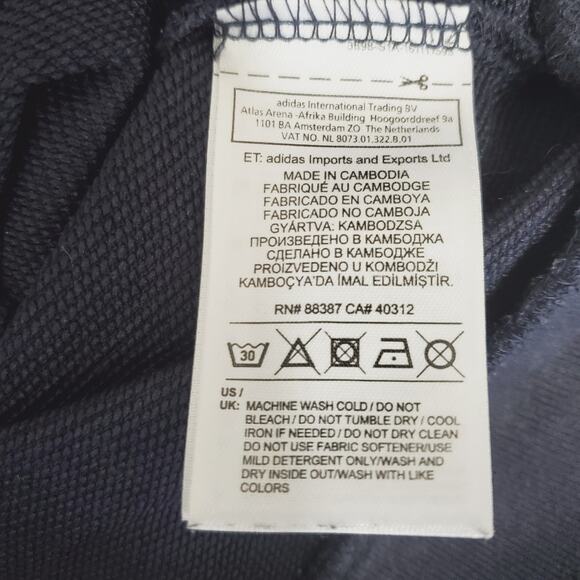 adidas International Trading BV
Atlas Arena -Afrika Building Hoogoorddreef 9a
1101 BA Amsterdam ZO The Netherlands
VAT NO. NL 8073.01.322.B.01
ET: adidas Imports and Exports Ltd
MADE IN CAMBODIA
FABRIQUÉ AU CAMBODGE
FABRICADO EN CAMBOYA
FABRICADO NO CAMBOJA
GYÁRTVA: KAMBODZSA
ПРОИЗВЕДЕНО В КАМБОДЖА
СДЕЛАНО В КАМБОДЖЕ
PROIZVEDENO U KOMBODŽI
KAMBOÇYA'DA İMAL EDİLMİŞTİR.
RN# 88387 CA# 40312
30
US /
UK: MACHINE WASH COLD / DO NOT
BLEACH / DO NOT TUMBLE DRY / COOL
IRON IF NEEDED / DO NOT DRY CLEAN
DO NOT USE FABRIC SOFTENER/USE
MILD DETERGENT ONLY/WASH AND
DRY INSIDE OUT/WASH WITH LIKE
COLORS